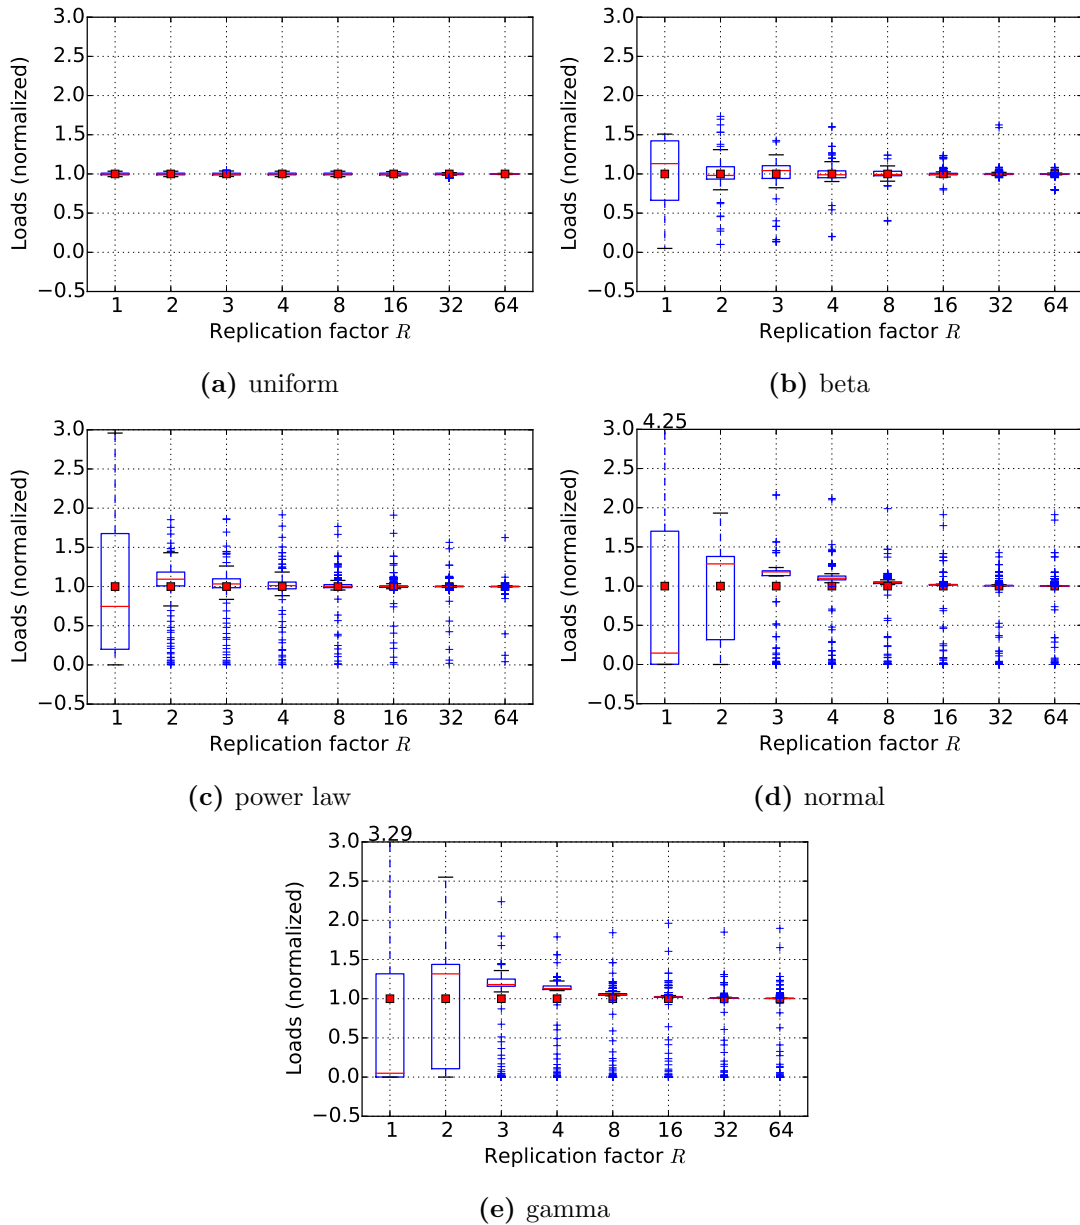 3.0 3.0
2.5 2.5
2.0 2.0
1.5 1.5
1.0 1.0
0.5 0.5
0.0 0.0
−0.5 −0.5
Loads (normalized) Loads (normalized)
1 2 3 4 8 16 32 64 1 2 3 4 8 16 32 64
Replication factor R Replication factor R
(a) uniform (b) beta
4.25
3.0 3.0
2.5 2.5
2.0 2.0
1.5 1.5
1.0 1.0
0.5 0.5
0.0 0.0
−0.5 −0.5
Loads (normalized) Loads (normalized)
1 2 3 4 8 16 32 64 1 2 3 4 8 16 32 64
Replication factor R Replication factor R
(c) power law (d) normal
3.0 3.29
2.5
2.0
1.5
1.0
0.5
0.0
−0.5
Loads (normalized)
1 2 3 4 8 16 32 64
Replication factor R
(e) gamma